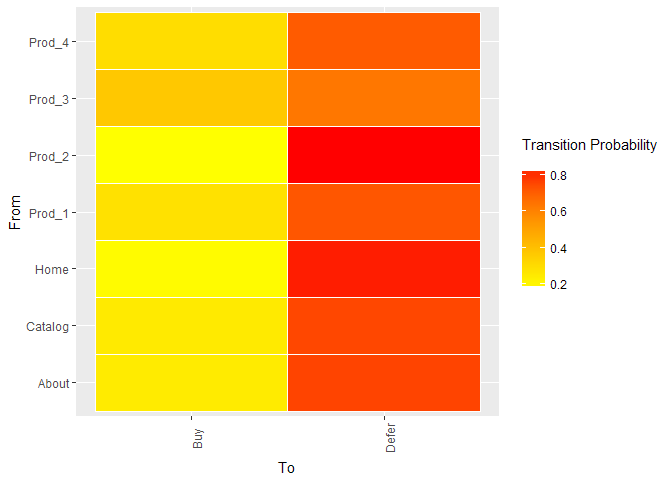 Prod_4
Prod_3
Prod_2
Prod_1
Home
Catalog
About
From
Buy
Defer
To
Transition Probability
0.8
0.6
0.4
0.2